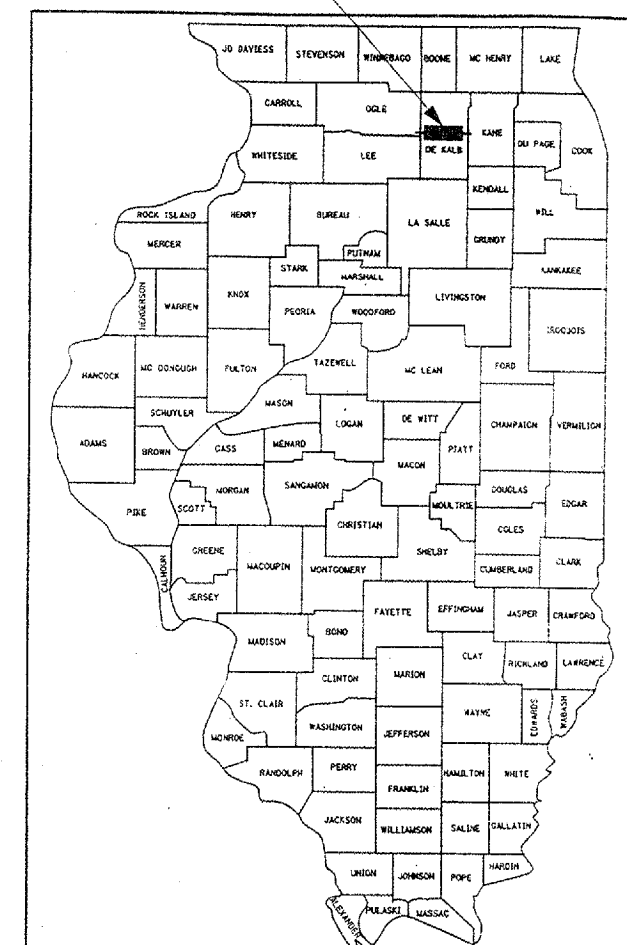 JO DAVIESS STEVENSON WINNEBAGO BOONE MC HENRY LAKE
CARROLL OGLE
DE KALB KANE DU PAGE COOK
WHITESIDE LEE
KENDALL
ROCK ISLAND HENRY BUREAU LA SALLE WILL
GRUNDY
MERCER PUTNAM
STARK MARSHALL KANKAKEE
HENDERSON WARREN KNOX LIVINGSTON
PEORIA WOODFORD IROQUOIS
HANCOCK MC DONOUGH FULTON TAZEWELL MC LEAN FORD
MASON
SCHUYLER LOGAN DE WITT CHAMPAIGN VERMILION
ADAMS BROWN CASS MENARD PIATT
MACON
MORGAN SANGAMON DOUGLAS
PIKE SCOTT MOULTRIE EDGAR
CHRISTIAN COLES
GREENE SHELBY
CALHOUN MACOUPIN MONTGOMERY CUMBERLAND CLARK
JERSEY
FAYETTE EFFINGHAM JASPER CRAWFORD
MADISON BOND
CLAY RICHLAND LAWRENCE
CLINTON MARION
ST. CLAIR WAYNE EDWARDS WABASH
WASHINGTON JEFFERSON
MONROE
RANDOLPH PERRY HAMILTON WHITE
FRANKLIN
JACKSON WILLIAMSON SALINE GALLATIN
UNION JOHNSON POPE HARDIN
ALEXANDER PULASKI MASSAC